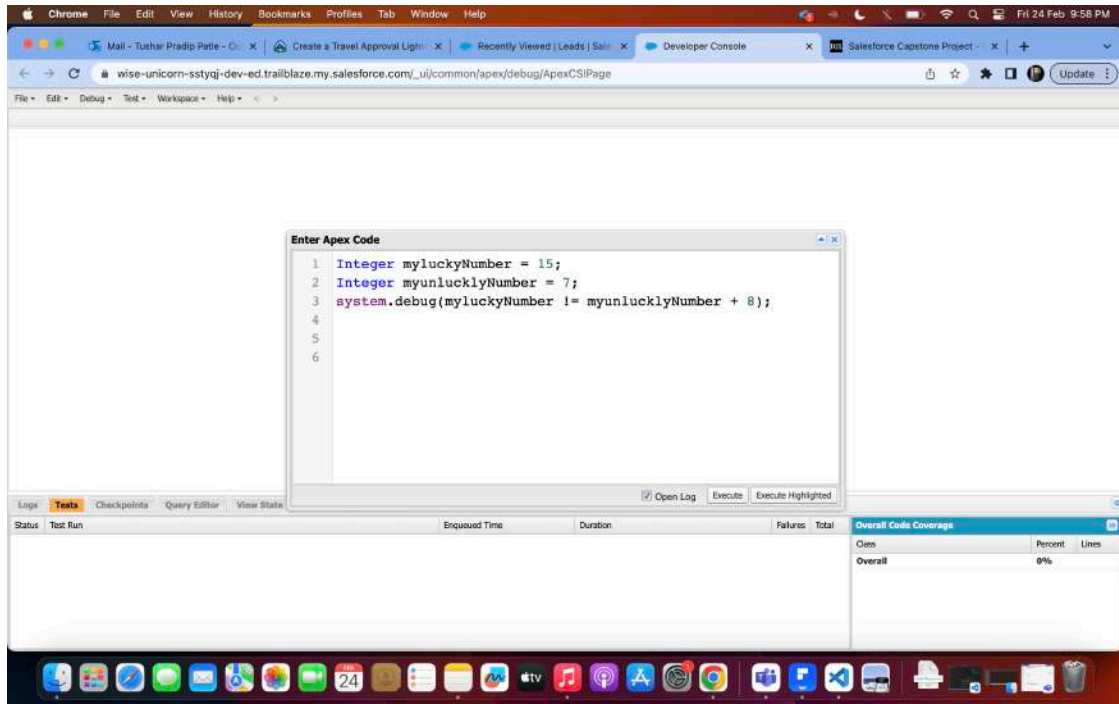 Chrome File Edit View History Bookmarks Profiles Tab Window Help Fri 24 Feb 9:58 PM
Mail - Tushar Pradip Patle - Create a Travel Approval Light Recently Viewed | Leads | Sale Developer Console Salesforce Capstone Project -
wise-unicorn-sstyqj-dev-ed.trailblaze.my.salesforce.com/_ui/common/apex/debug/ApexCSIPage Update
File Edit Debug Test Workspace Help < >
Enter Apex Code
1 Integer myluckyNumber = 15;
2 Integer myunlucklyNumber = 7;
3 system.debug(myluckyNumber != myunlucklyNumber + 8);
4
5
6
Open Log Execute Execute Highlighted
Logs Tests Checkpoints Query Editor View State
Status Test Run Enqueued Time Duration Failures Total Overall Code Coverage
Class Percent Lines
Overall 0%
FEB
24 tv